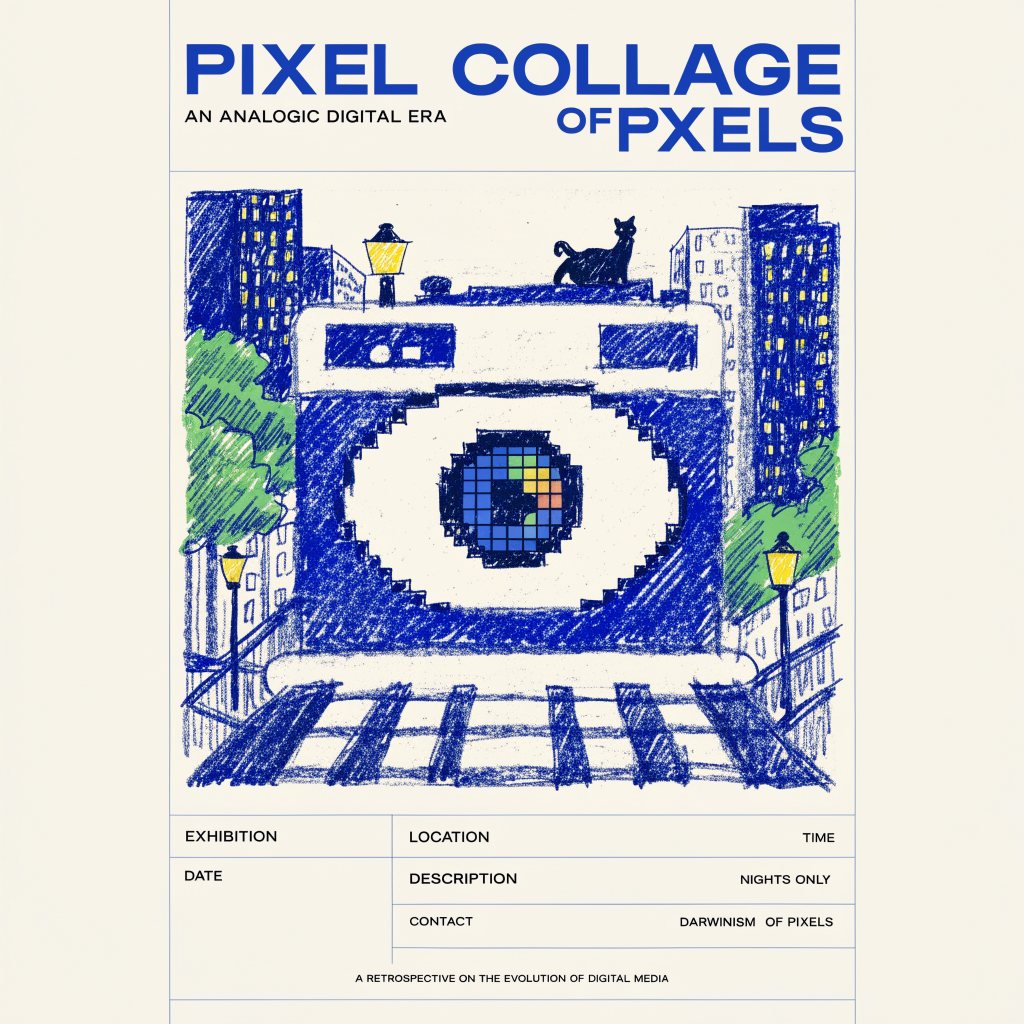 PIXEL COLLAGE
AN ANALOGIC DIGITAL ERA
OF PXELS
EXHIBITION
LOCATION
TIME
DATE
DESCRIPTION
NIGHTS ONLY
CONTACT
DARWINISM OF PIXELS
A RETROSPECTIVE ON THE EVOLUTION OF DIGITAL MEDIA